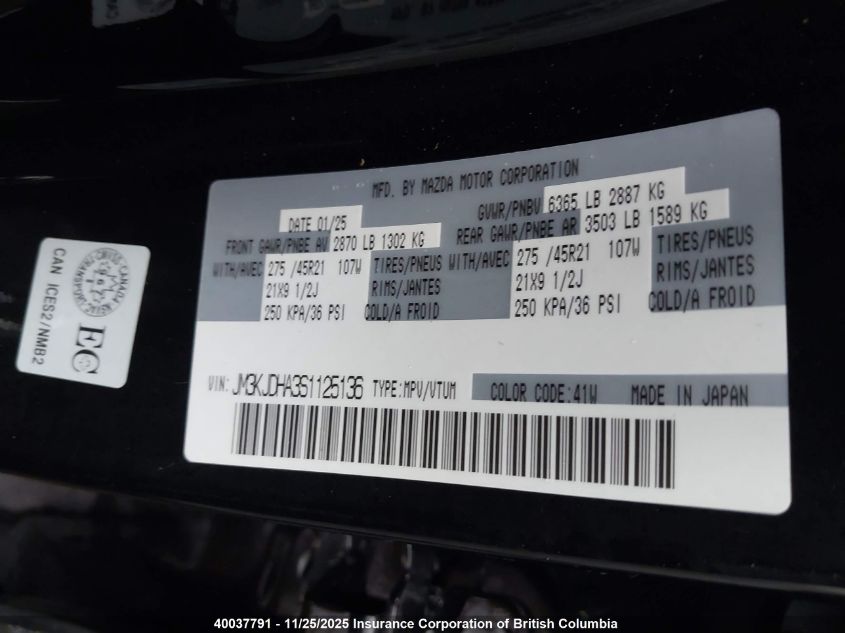 MFD. BY MAZDA MOTOR CORPORATION
DATE 01/25 GVWR/PNBV 6365 LB 2887 KG
FRONT GAWR/PNBE AV 2870 LB 1302 KG REAR GAWR/PNBE AR 3503 LB 1589 KG
WITH/AVEC 275 /45R21 107W TIRES/PNEUS WITH/AVEC 275 /45R21 107W TIRES/PNEUS
21X9 1/2J RIMS/JANTES 21X9 1/2J RIMS/JANTES
250 KPA/36 PSI COLD/A FROID 250 KPA/36 PSI COLD/A FROID
VIN: JM3KJDHA3S1125136 TYPE:MPV/VTUM COLOR CODE:41W MADE IN JAPAN
CAN ICES2/NMB2
EC
40037791 - 11/25/2025 Insurance Corporation of British Columbia